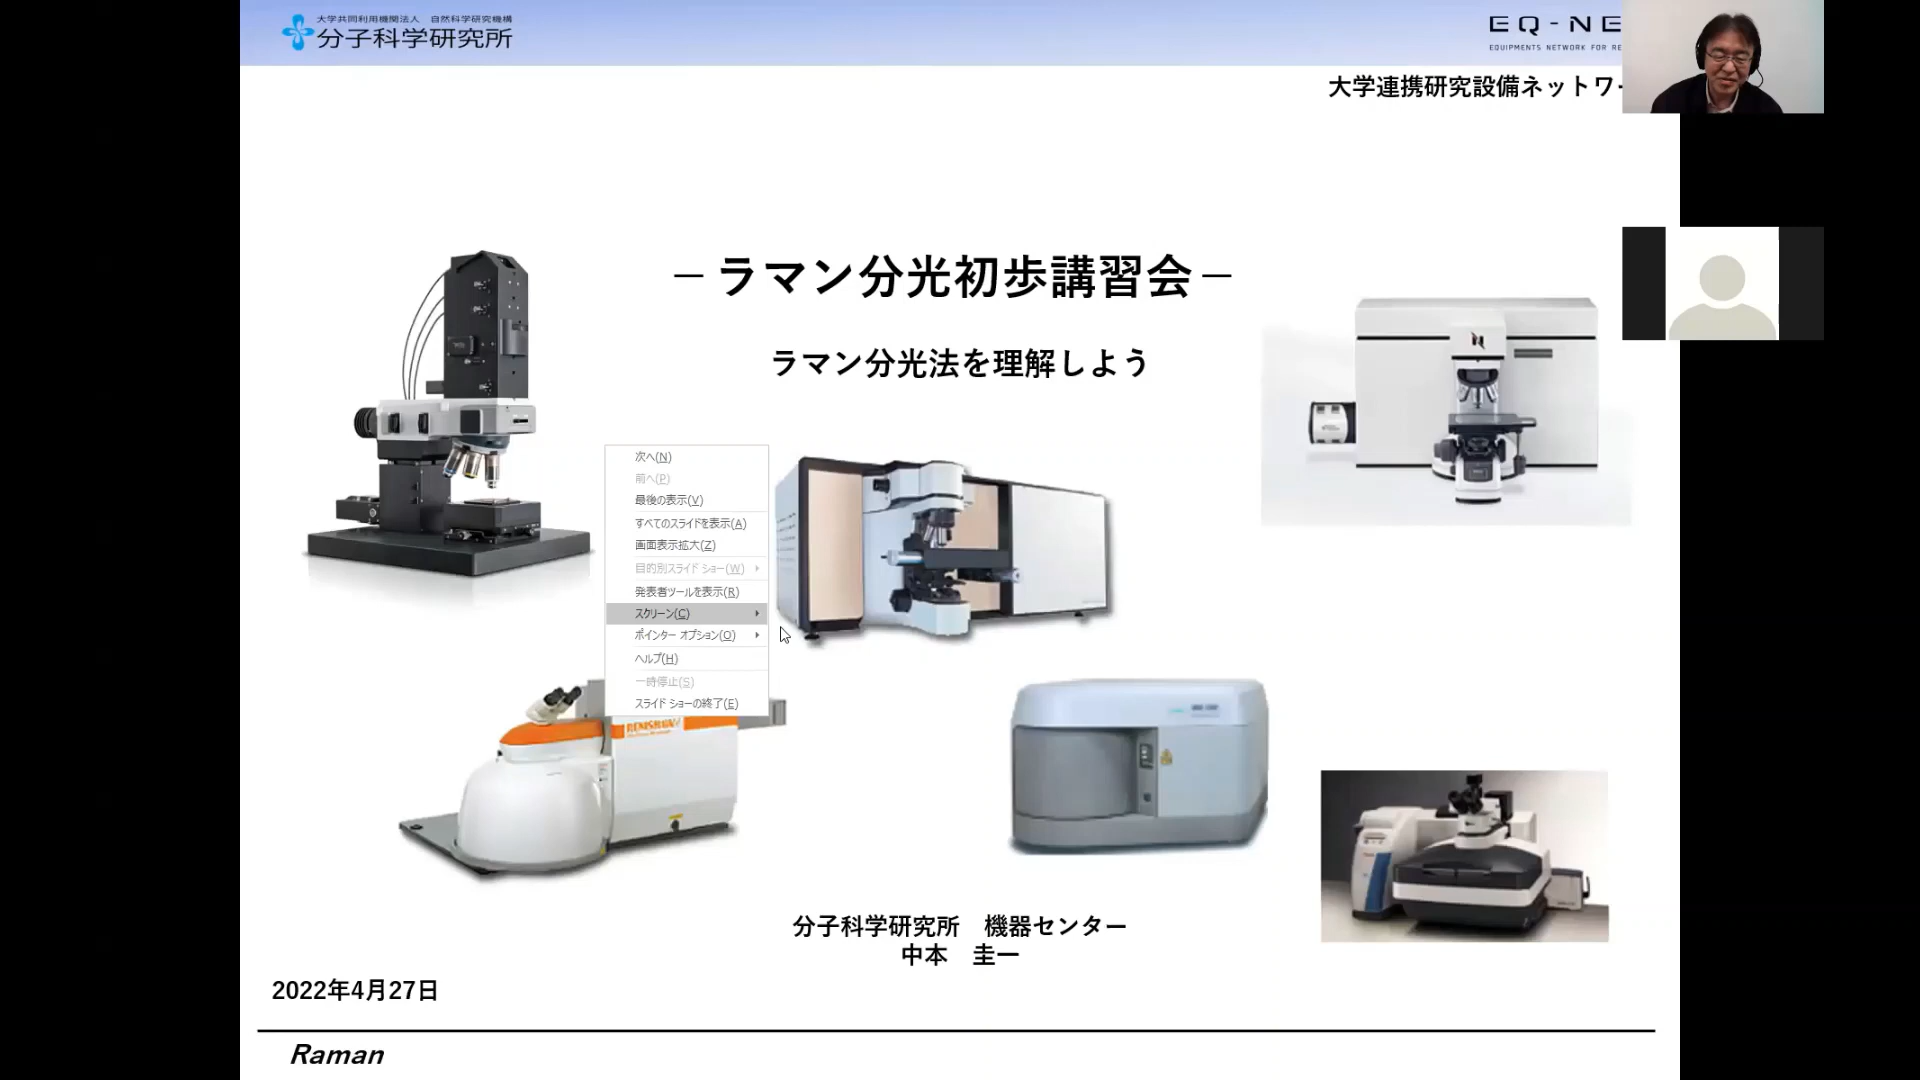 大学共同利用機関法人　自然科学研究機構
分子科学研究所
EQ-NE
EQUIPMENTS NETWORK FOR RE
大学連携研究設備ネットワー
－ラマン分光初歩講習会－
ラマン分光法を理解しよう
次へ(N)
前へ(P)
最後の表示(V)
すべてのスライドを表示(A)
画面表示拡大(Z)
目的別スライド ショー(W)
発表者ツールを表示(R)
スクリーン(C)
ポインター オプション(O)
ヘルプ(H)
一時停止(S)
スライド ショーの終了(E)
RENISHAW
分子科学研究所　機器センター
中本　圭一
2022年4月27日
Raman